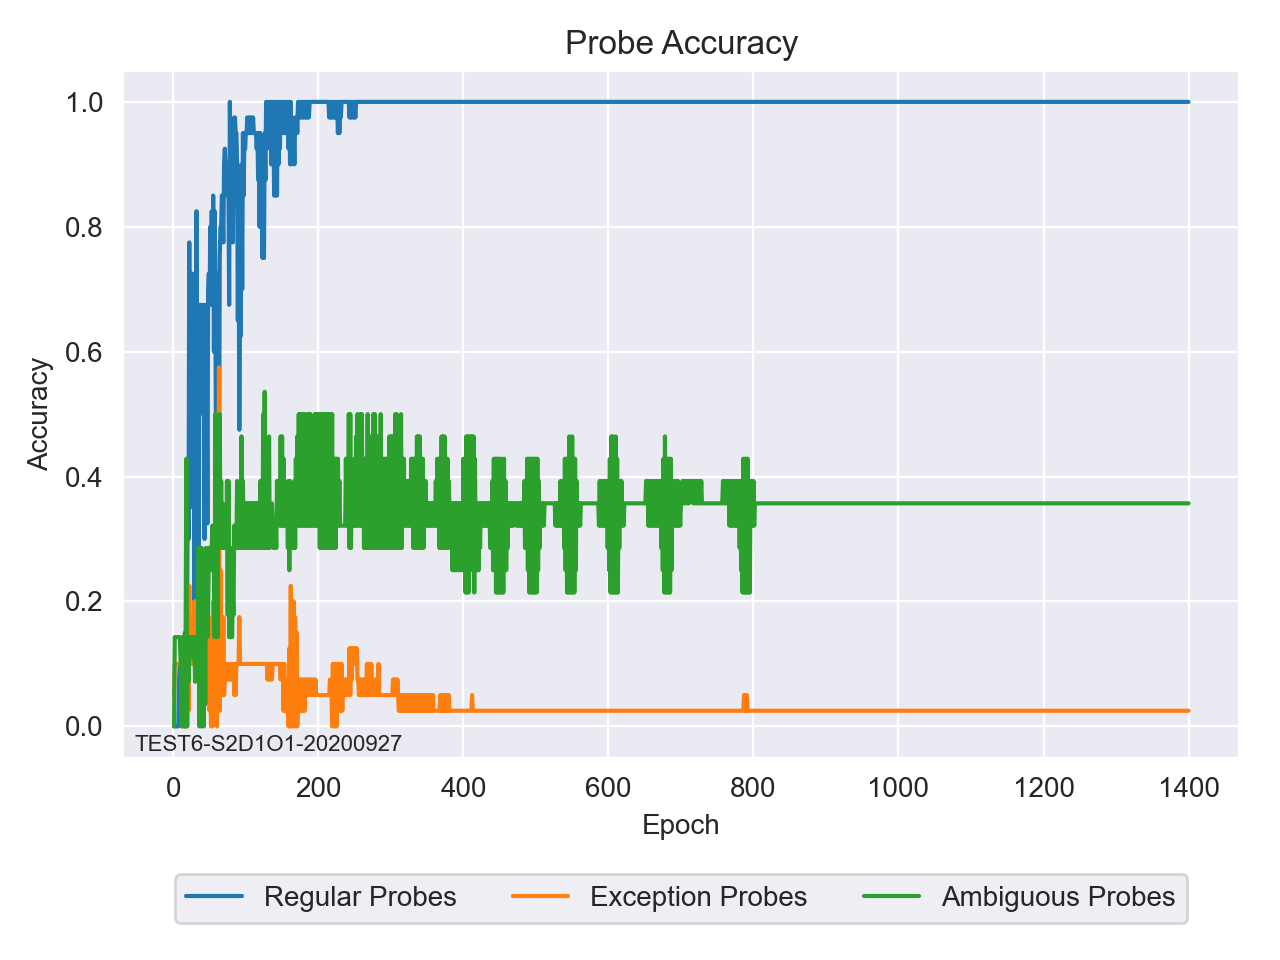 Probe Accuracy
1.0
0.8
0.6
0.4
0.2
0.0
Accuracy
TEST6-S2D1O1-20200927
0 200 400 600 800 1000 1200 1400
Epoch
Regular Probes Exception Probes Ambiguous Probes